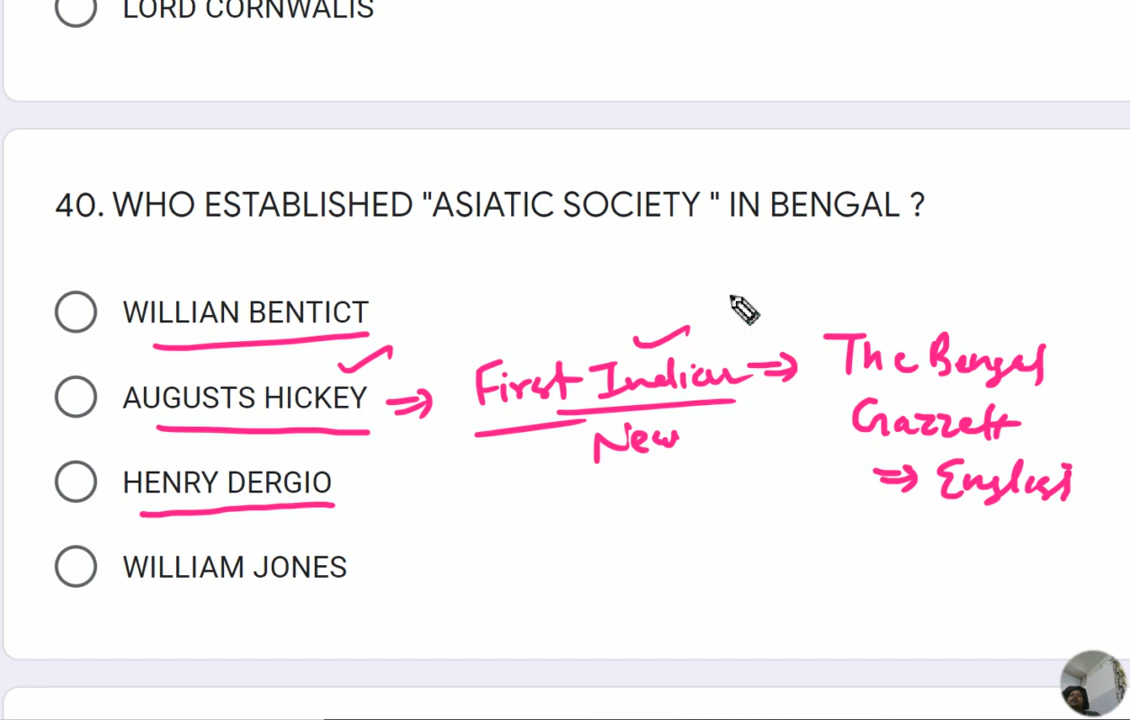 LORD CORNWALIS
40. WHO ESTABLISHED "ASIATIC SOCIETY " IN BENGAL ?
WILLIAN BENTICT
AUGUSTS HICKEY ⇒ First Indian ⇒ The Bengal
New Gazzett
HENRY DERGIO ⇒ English
WILLIAM JONES